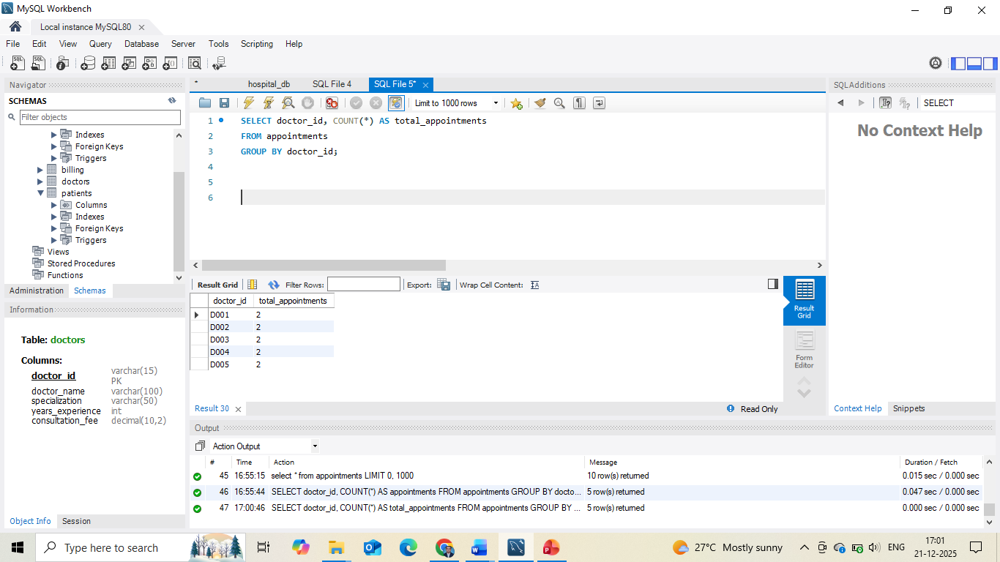 MySQL Workbench
Local instance MySQL80
File Edit View Query Database Server Tools Scripting Help
Navigator
SCHEMAS
Filter objects
Indexes
Foreign Keys
Triggers
billing
doctors
patients
Columns
Indexes
Foreign Keys
Triggers
Views
Stored Procedures
Functions
Administration Schemas
Information
Table: doctors
Columns:
doctor_id varchar(15) PK
doctor_name varchar(100)
specialization varchar(50)
years_experience int
consultation_fee decimal(10,2)
Object Info Session
* hospital_db SQL File 4 SQL File 5*
Limit to 1000 rows
1 SELECT doctor_id, COUNT(*) AS total_appointments
2 FROM appointments
3 GROUP BY doctor_id;
4
5
6
Result Grid Filter Rows: Export: Wrap Cell Content:
doctor_id total_appointments
D001 2
D002 2
D003 2
D004 2
D005 2
Result Grid
Form Editor
Result 30 Read Only
Output
Action Output
# Time Action Message Duration / Fetch
45 16:55:15 select * from appointments LIMIT 0, 1000 10 row(s) returned 0.015 sec / 0.000 sec
46 16:55:44 SELECT doctor_id, COUNT(*) AS appointments FROM appointments GROUP BY docto... 5 row(s) returned 0.047 sec / 0.000 sec
47 17:00:46 SELECT doctor_id, COUNT(*) AS total_appointments FROM appointments GROUP BY ... 5 row(s) returned 0.000 sec / 0.000 sec
SQLAdditions
SELECT
No Context Help
Context Help Snippets
Type here to search
27°C Mostly sunny
ENG
17:01
21-12-2025